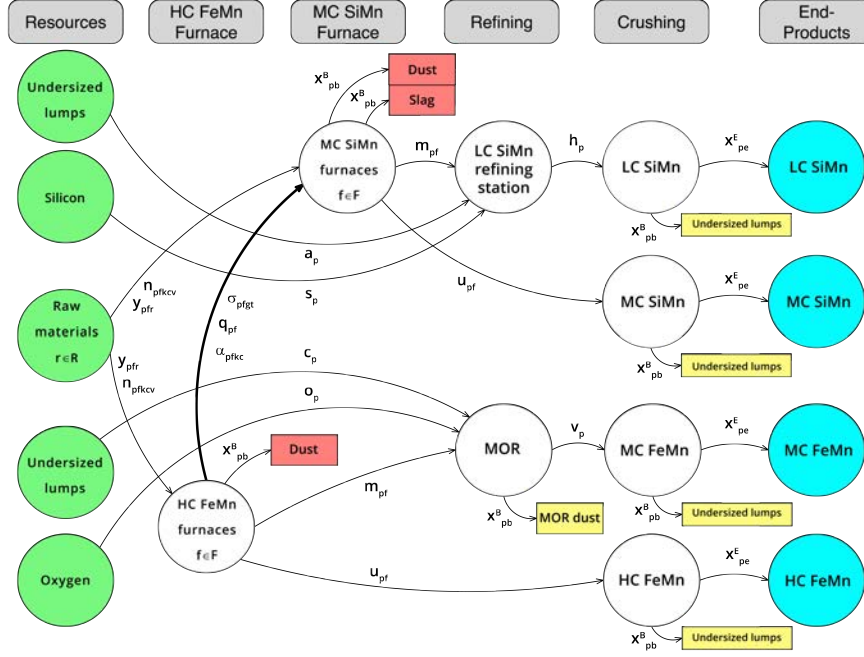 Resources
HC FeMn
Furnace
MC SiMn
Furnace
Refining
Crushing
End-
Products
Undersized
lumps
Silicon
Raw
materials
r∈R
Undersized
lumps
Oxygen
MC SiMn
furnaces
f∈F
HC FeMn
furnaces
f∈F
x^B_pb
Dust
x^B_pb
Slag
m_pf
LC SiMn
refining
station
h_p
LC SiMn
x^E_pe
LC SiMn
x^B_pb
Undersized lumps
a_p
s_p
u_pf
n_pfkcv
y_pfr
σ_pfgt
q_pf
α_pfkc
MC SiMn
x^E_pe
MC SiMn
x^B_pb
Undersized lumps
y_pfr
n_pfkcv
c_p
o_p
x^B_pb
Dust
m_pf
MOR
v_p
MC FeMn
x^E_pe
MC FeMn
x^B_pb
MOR dust
x^B_pb
Undersized lumps
u_pf
HC FeMn
x^E_pe
HC FeMn
x^B_pb
Undersized lumps